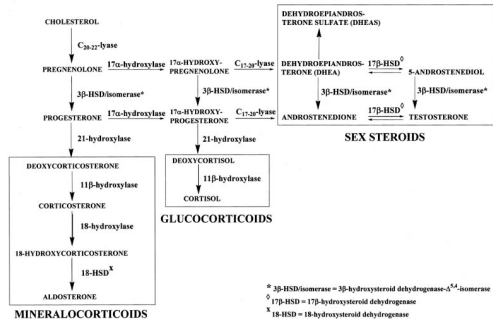 CHOLESTEROL
C20-22-lyase
DEHYDROEPIANDROS-
TERONE SULFATE (DHEAS)
PREGNENOLONE
17α-hydroxylase
17α-HYDROXY-
PREGNENOLONE
C17-20-lyase
DEHYDROEPIANDROS-
TERONE (DHEA)
17β-HSD◊
5-ANDROSTENEDIOL
3β-HSD/isomerase*
3β-HSD/isomerase*
3β-HSD/isomerase*
3β-HSD/isomerase*
PROGESTERONE
17α-hydroxylase
17α-HYDROXY-
PROGESTERONE
C17-20-lyase
ANDROSTENEDIONE
17β-HSD◊
TESTOSTERONE
21-hydroxylase
21-hydroxylase
SEX STEROIDS
DEOXYCORTICOSTERONE
11β-hydroxylase
CORTICOSTERONE
18-hydroxylase
18-HYDROXYCORTICOSTERONE
18-HSDX
ALDOSTERONE
MINERALOCORTICOIDS
DEOXYCORTISOL
11β-hydroxylase
CORTISOL
GLUCOCORTICOIDS
* 3β-HSD/isomerase = 3β-hydroxysteroid dehydrogenase-Δ5,4-isomerase
◊ 17β-HSD = 17β-hydroxysteroid dehydrogenase
X 18-HSD = 18-hydroxysteroid dehydrogenase